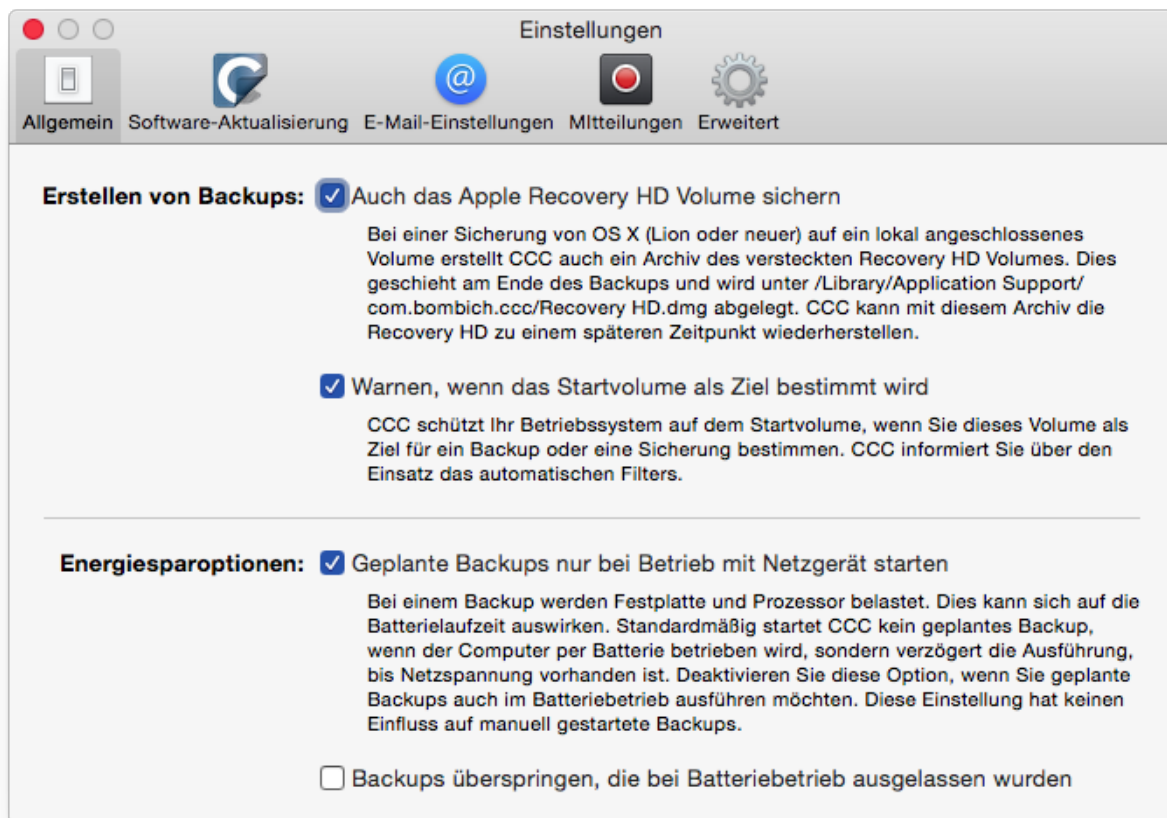 Einstellungen
Allgemein Software-Aktualisierung E-Mail-Einstellungen MItteilungen Erweitert
Erstellen von Backups: Auch das Apple Recovery HD Volume sichern
Bei einer Sicherung von OS X (Lion oder neuer) auf ein lokal angeschlossenes
Volume erstellt CCC auch ein Archiv des versteckten Recovery HD Volumes. Dies
geschieht am Ende des Backups und wird unter /Library/Application Support/
com.bombich.ccc/Recovery HD.dmg abgelegt. CCC kann mit diesem Archiv die
Recovery HD zu einem späteren Zeitpunkt wiederherstellen.
Warnen, wenn das Startvolume als Ziel bestimmt wird
CCC schützt Ihr Betriebssystem auf dem Startvolume, wenn Sie dieses Volume als
Ziel für ein Backup oder eine Sicherung bestimmen. CCC informiert Sie über den
Einsatz das automatischen Filters.
Energiesparoptionen: Geplante Backups nur bei Betrieb mit Netzgerät starten
Bei einem Backup werden Festplatte und Prozessor belastet. Dies kann sich auf die
Batterielaufzeit auswirken. Standardmäßig startet CCC kein geplantes Backup,
wenn der Computer per Batterie betrieben wird, sondern verzögert die Ausführung,
bis Netzspannung vorhanden ist. Deaktivieren Sie diese Option, wenn Sie geplante
Backups auch im Batteriebetrieb ausführen möchten. Diese Einstellung hat keinen
Einfluss auf manuell gestartete Backups.
Backups überspringen, die bei Batteriebetrieb ausgelassen wurden